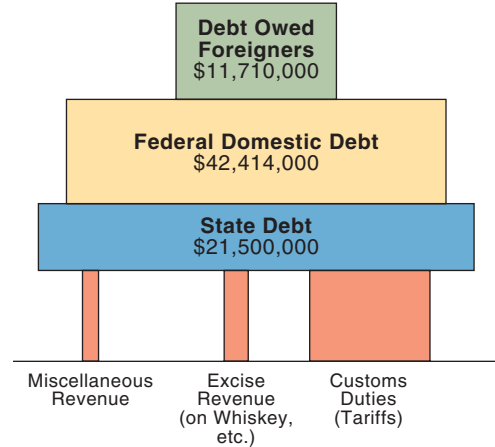 Debt Owed
Foreigners
$11,710,000
Federal Domestic Debt
$42,414,000
State Debt
$21,500,000
Miscellaneous
Revenue
Excise
Revenue
(on Whiskey,
etc.)
Customs
Duties
(Tariffs)